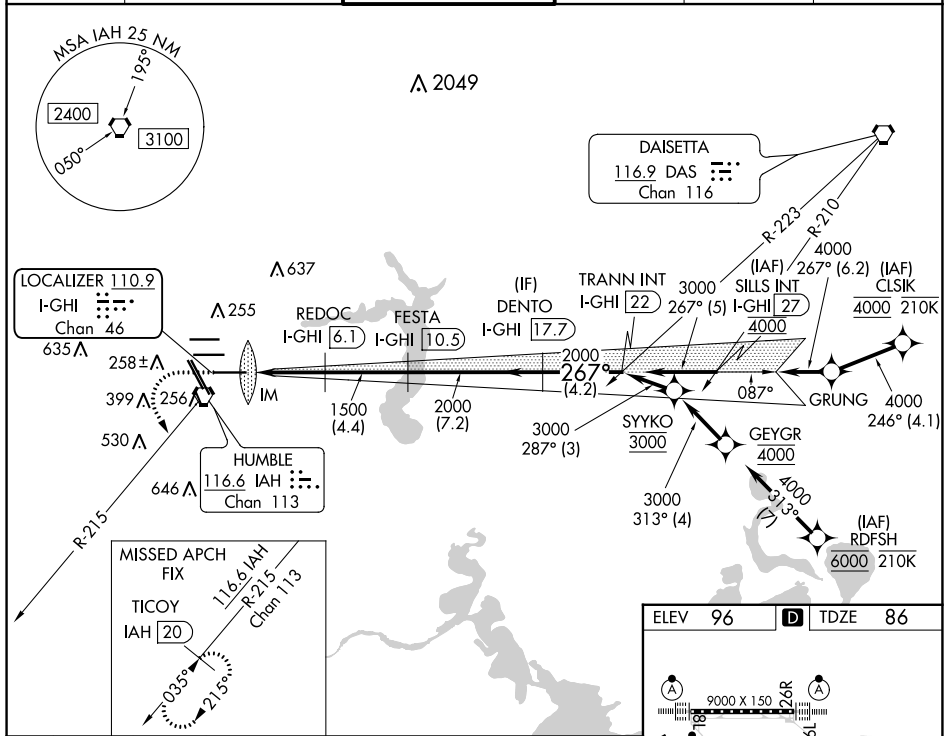 MSA IAH 25 NM
195°
2400
3100
050°
2049
DAISETTA
116.9 DAS
Chan 116
R-223
R-210
LOCALIZER 110.9
I-GHI
Chan 46
637
255
635
258±
399
256
530
646
IM
REDOC
I-GHI 6.1
FESTA
I-GHI 10.5
(IF)
DENTO
I-GHI 17.7
TRANN INT
I-GHI 22
3000
267° (5)
(IAF)
SILLS INT
I-GHI 27
4000
4000
267° (6.2)
(IAF)
CLSIK
4000 210K
2000
267°
(4.2)
1500
(4.4)
2000
(7.2)
3000
287° (3)
SYYKO
3000
087°
GRUNG
4000
246° (4.1)
GEYGR
4000
3000
313° (4)
4000
313°
(7)
(IAF)
RDFSH
6000 210K
HUMBLE
116.6 IAH
Chan 113
R-215
MISSED APCH
FIX
TICOY
IAH 20
116.6 IAH
R-215
Chan 113
035°
215°
ELEV 96 D TDZE 86
A
9000 X 150
26R
A